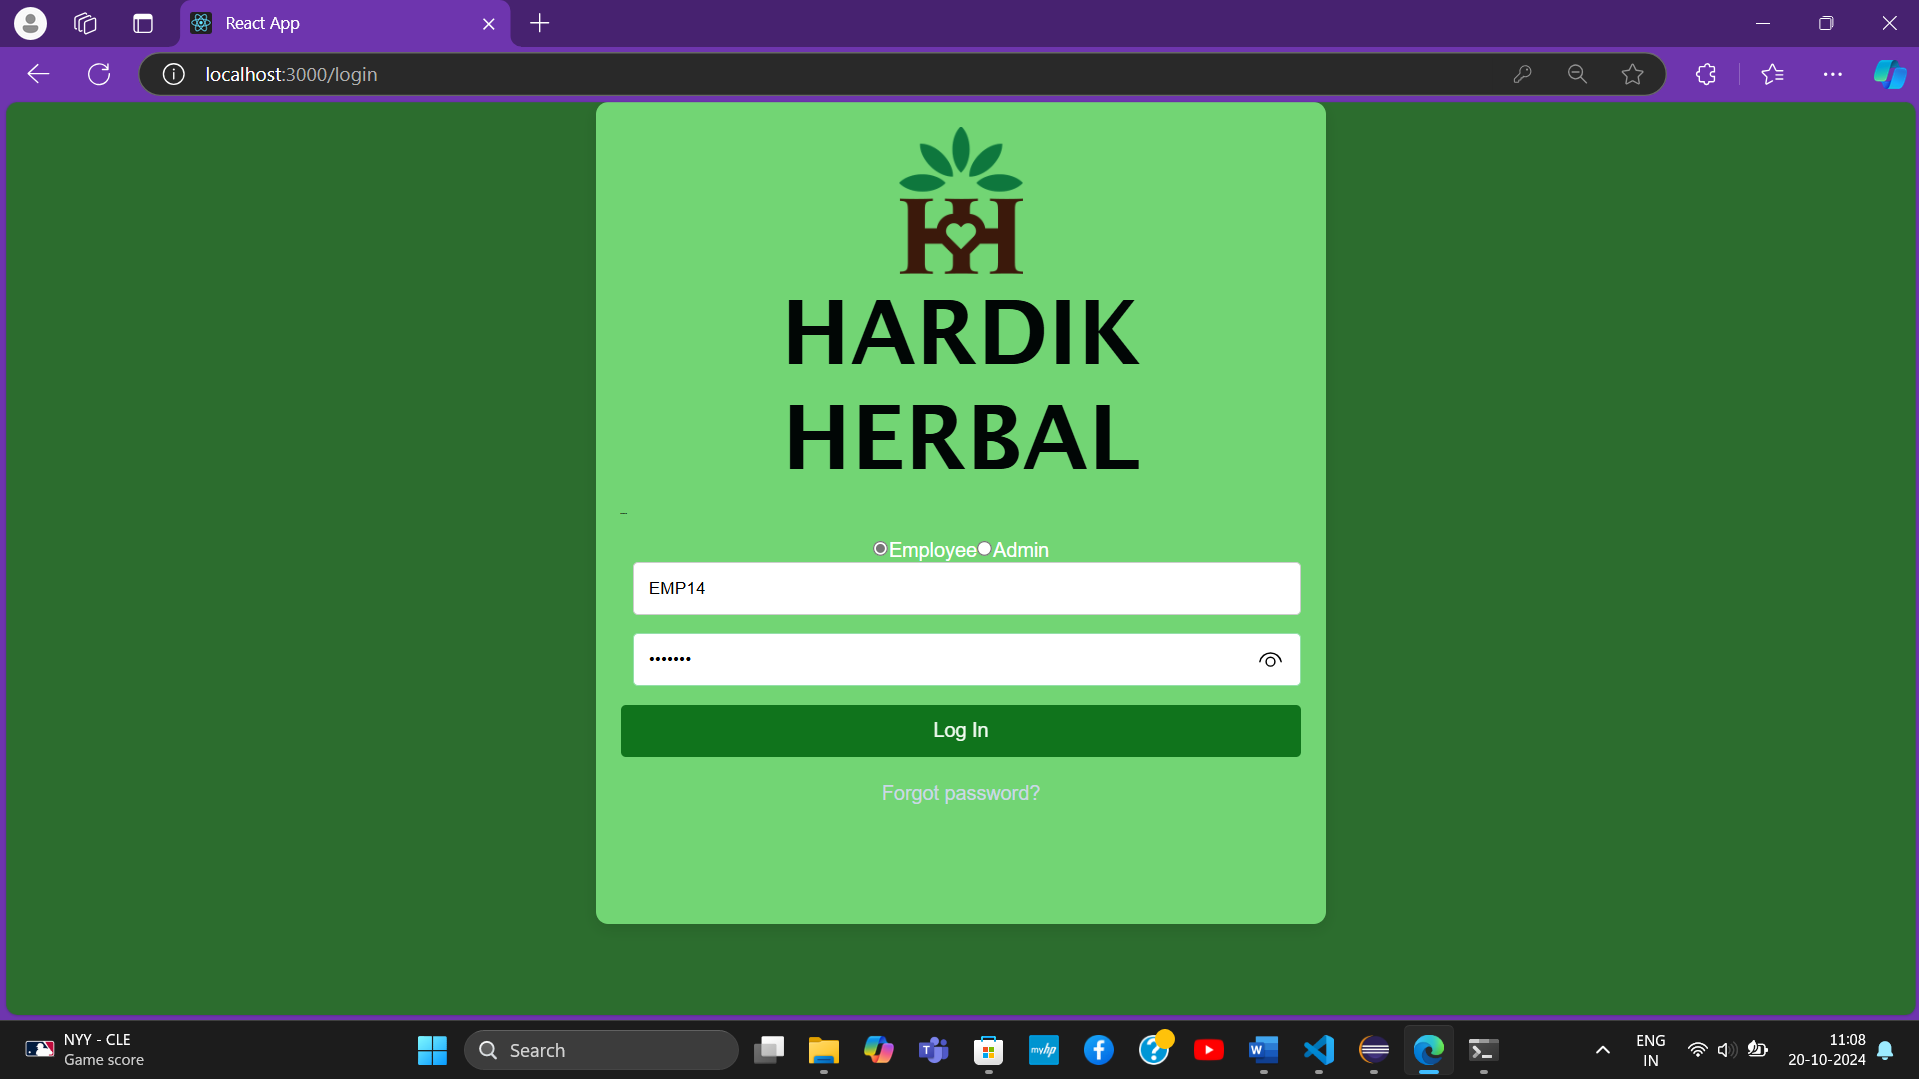 React App
localhost:3000/login
HARDIK
HERBAL
Employee Admin
EMP14
•••••••
Log In
Forgot password?
NYY - CLE
Game score
Search
myhp
ENG
IN
11:08
20-10-2024